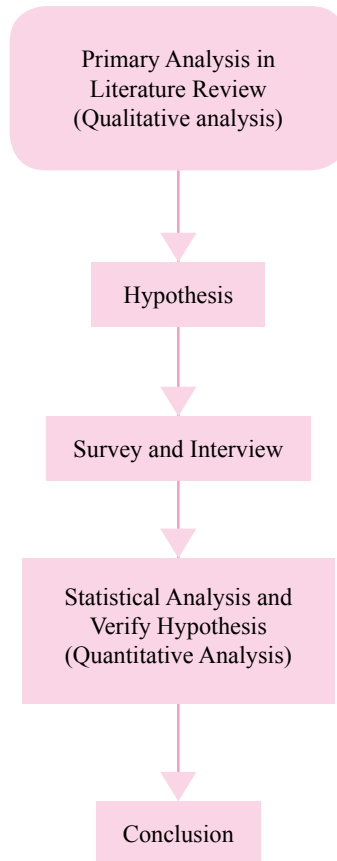 Primary Analysis in
Literature Review
(Qualitative analysis)
Hypothesis
Survey and Interview
Statistical Analysis and
Verify Hypothesis
(Quantitative Analysis)
Conclusion